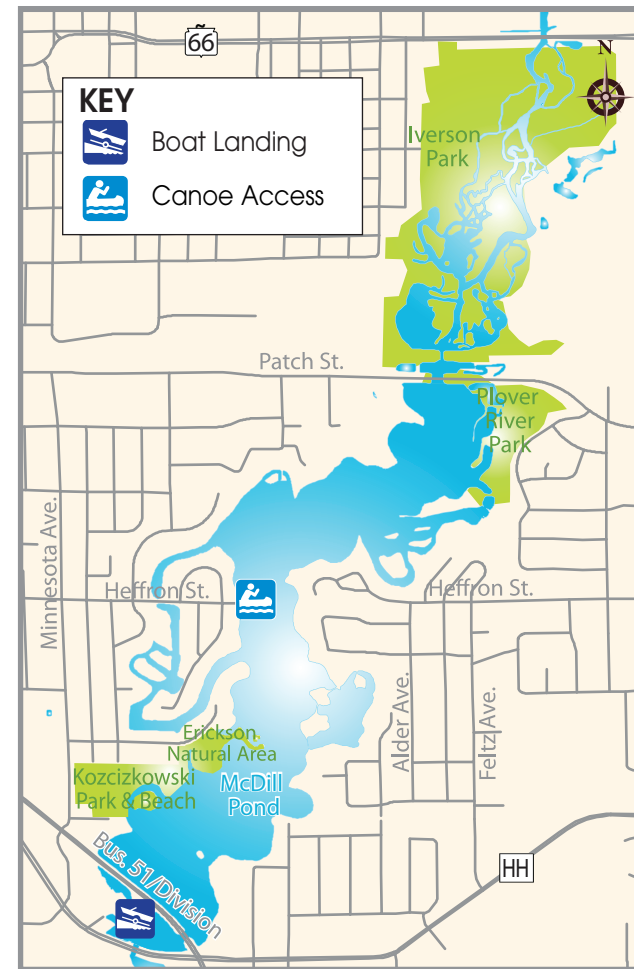 66
N
KEY
Boat Landing
Canoe Access
Iverson
Park
Patch St.
Plover
River
Park
Minnesota Ave.
Heffron St.
Heffron St.
Alder Ave.
Feltz Ave.
Erickson
Natural Area
Kozcizkowski
Park & Beach
McDill
Pond
Bus. 51/Division
HH